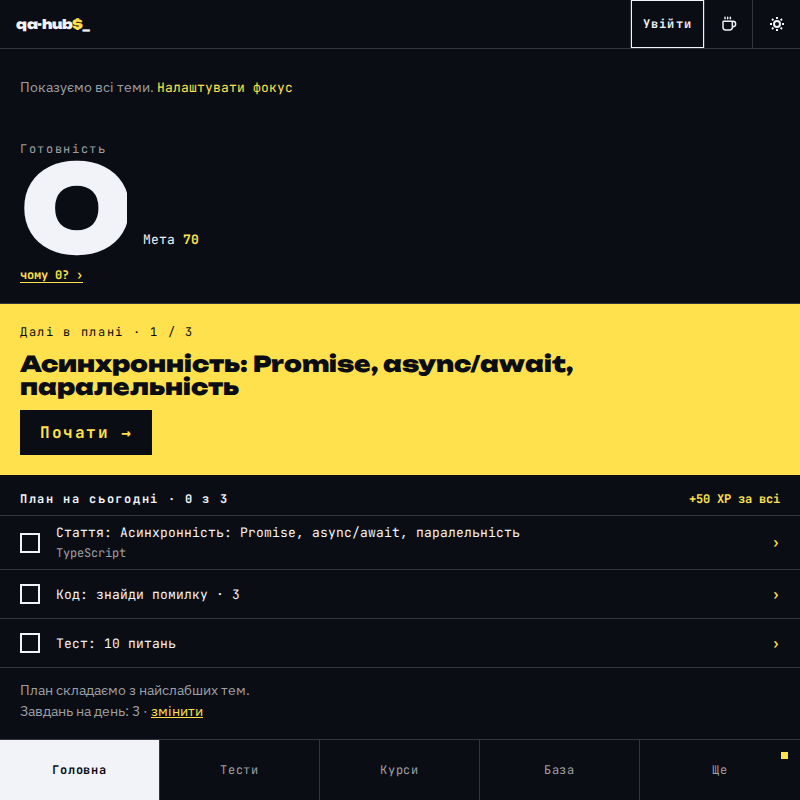 qa·hub$_
Увійти
Показуємо всі теми. Налаштувати фокус
Готовність
0
Мета 70
чому 0? ›
Далі в плані · 1 / 3
Асинхронність: Promise, async/await,
паралельність
Почати →
План на сьогодні · 0 з 3
+50 XP за всі
Стаття: Асинхронність: Promise, async/await, паралельність
TypeScript
›
Код: знайди помилку · 3
›
Тест: 10 питань
›
План складаємо з найслабших тем.
Завдань на день: 3 · змінити
Головна
Тести
Курси
База
Ще